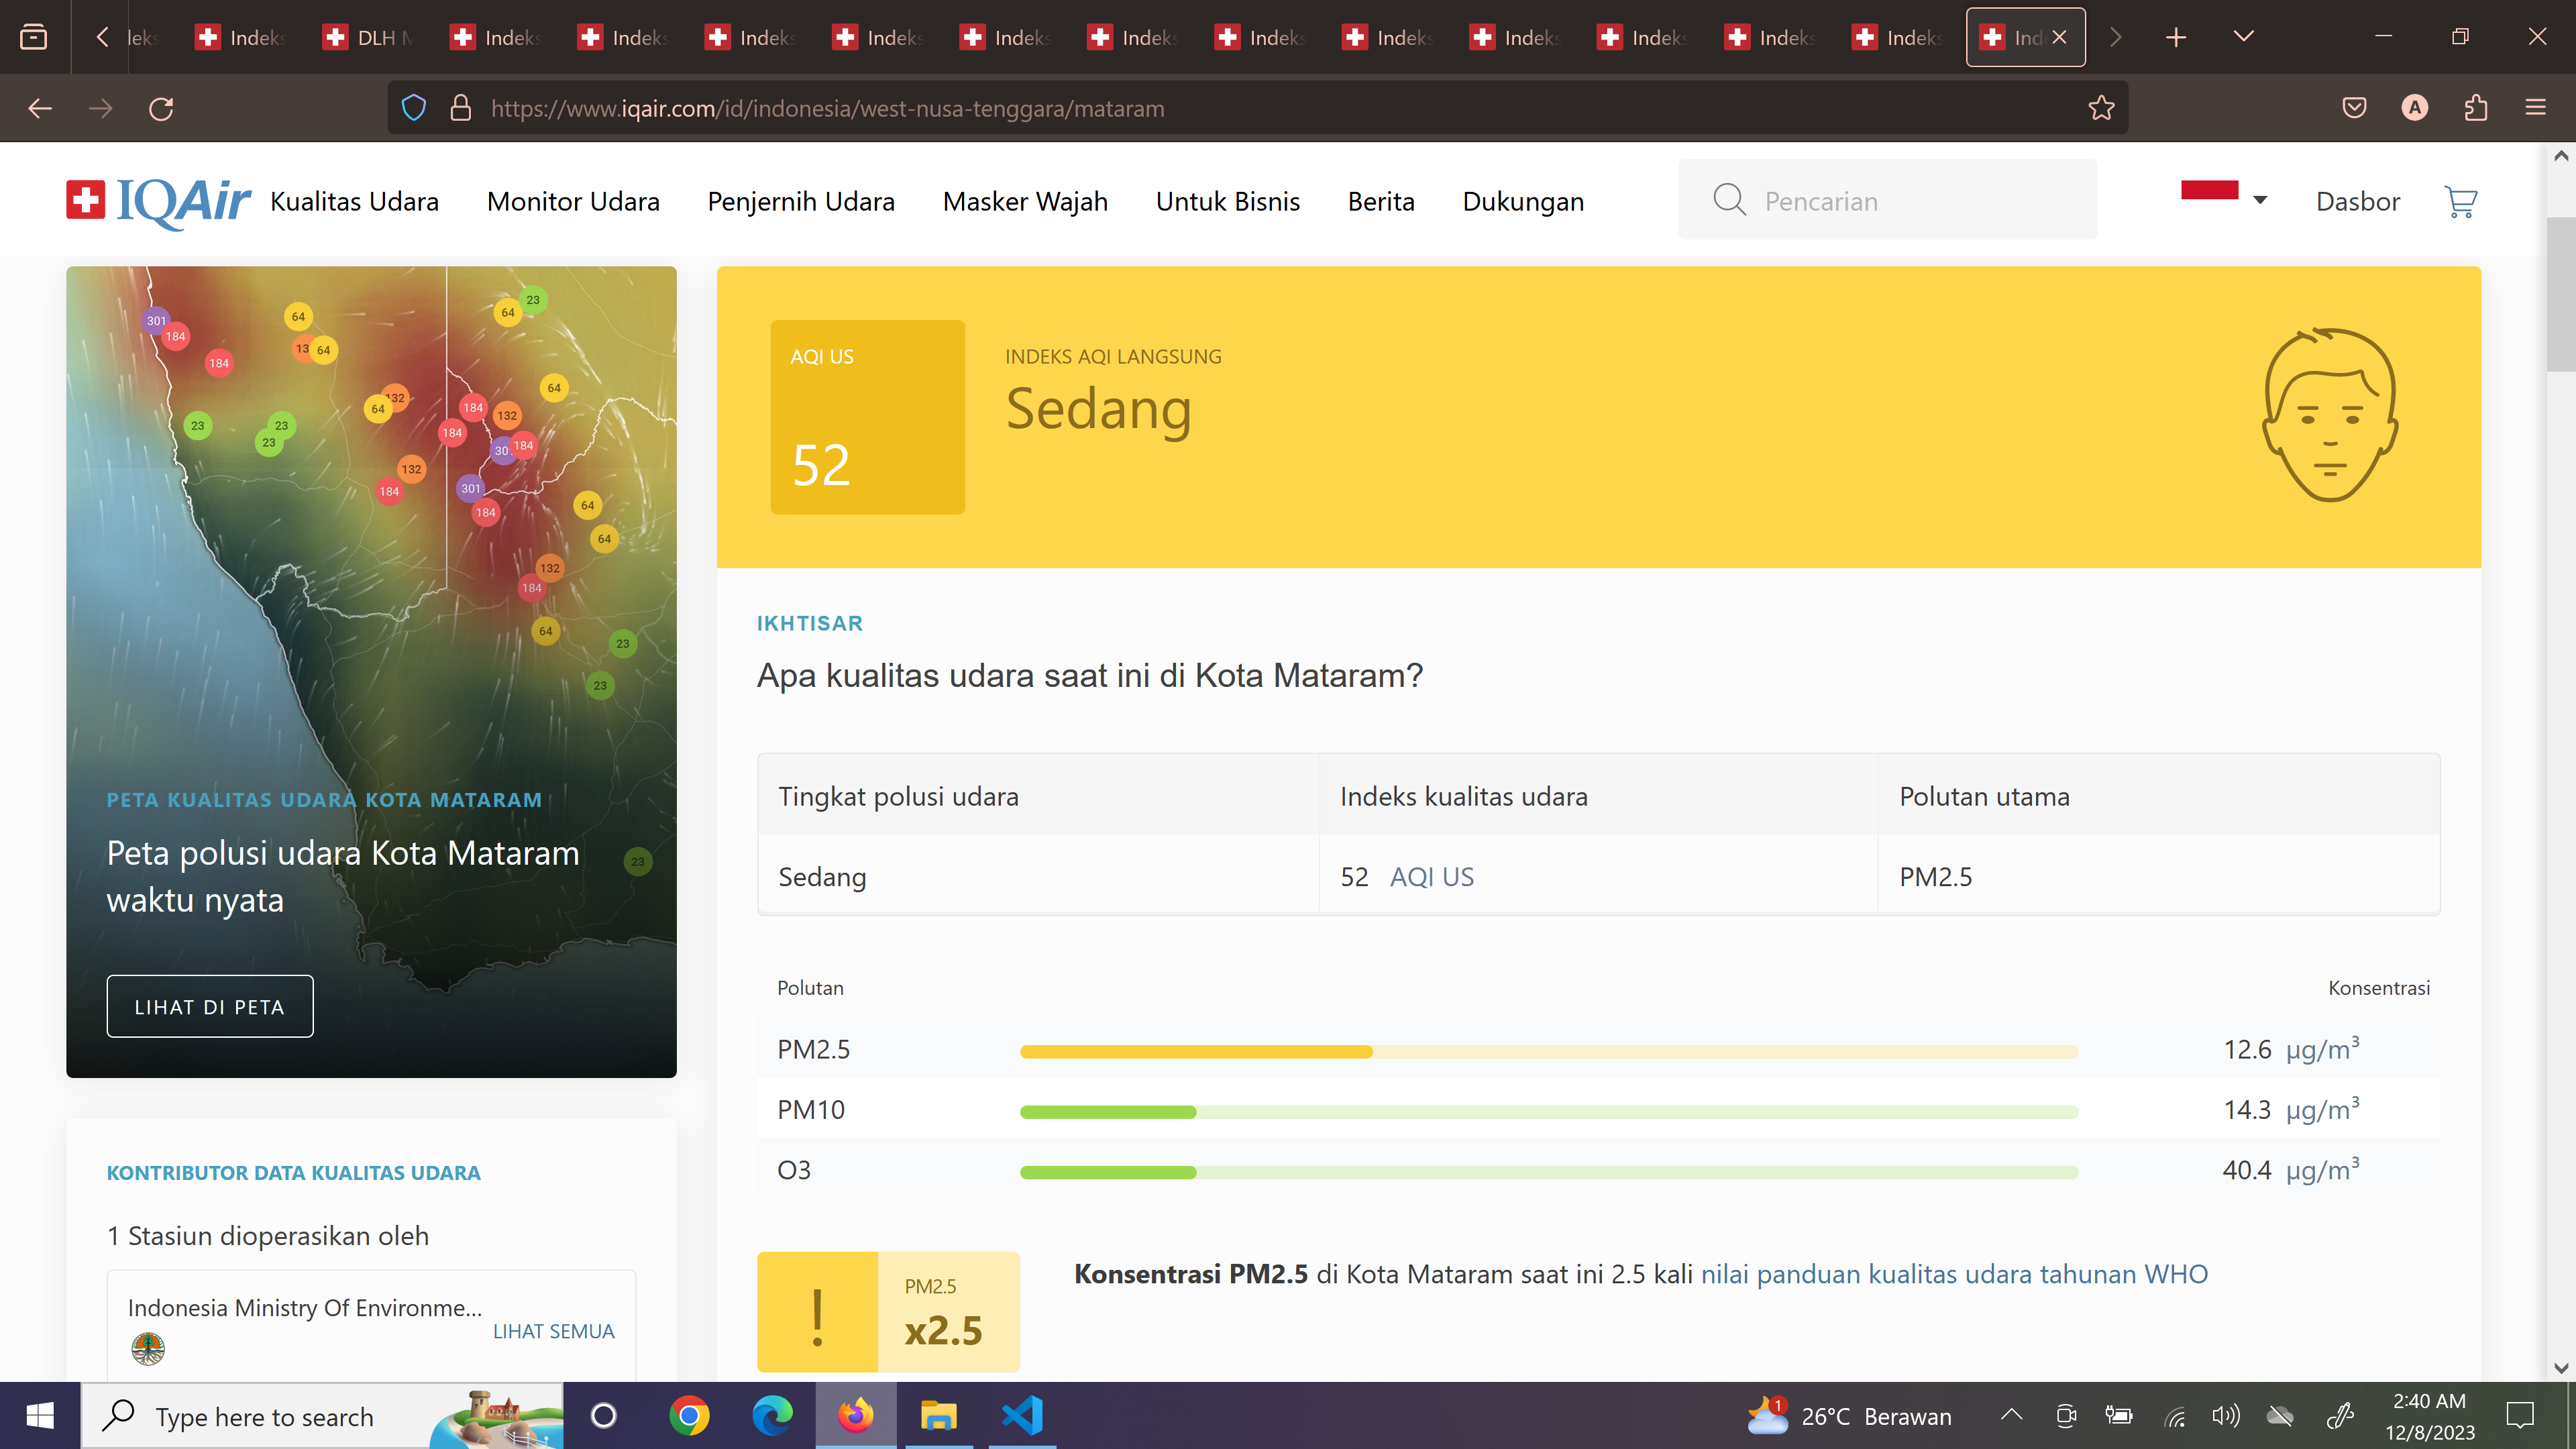 Indeks
DLH
Indeks
Indeks
Indeks
Indeks
Indeks
Indeks
Indeks
Indeks
Indeks
Indeks
Indeks
Indeks
Ind
https://www.iqair.com/id/indonesia/west-nusa-tenggara/mataram
A
IQAir
Kualitas Udara
Monitor Udara
Penjernih Udara
Masker Wajah
Untuk Bisnis
Berita
Dukungan
Pencarian
Dasbor
23
64
64
301
184
132
64
184
64
132
64
184
132
23
23
23
184
301
184
132
301
184
184
64
64
132
184
64
23
23
23
PETA KUALITAS UDARA KOTA MATARAM
Peta polusi udara Kota Mataram
waktu nyata
LIHAT DI PETA
KONTRIBUTOR DATA KUALITAS UDARA
1 Stasiun dioperasikan oleh
Indonesia Ministry Of Environme...
LIHAT SEMUA
AQI US
52
INDEKS AQI LANGSUNG
Sedang
IKHTISAR
Apa kualitas udara saat ini di Kota Mataram?
Tingkat polusi udara Indeks kualitas udara Polutan utama
Sedang 52 AQI US PM2.5
Polutan Konsentrasi
PM2.5 12.6 µg/m³
PM10 14.3 µg/m³
O3 40.4 µg/m³
!
PM2.5
x2.5
Konsentrasi PM2.5 di Kota Mataram saat ini 2.5 kali nilai panduan kualitas udara tahunan WHO
Type here to search
1
26°C Berawan
2:40 AM
12/8/2023